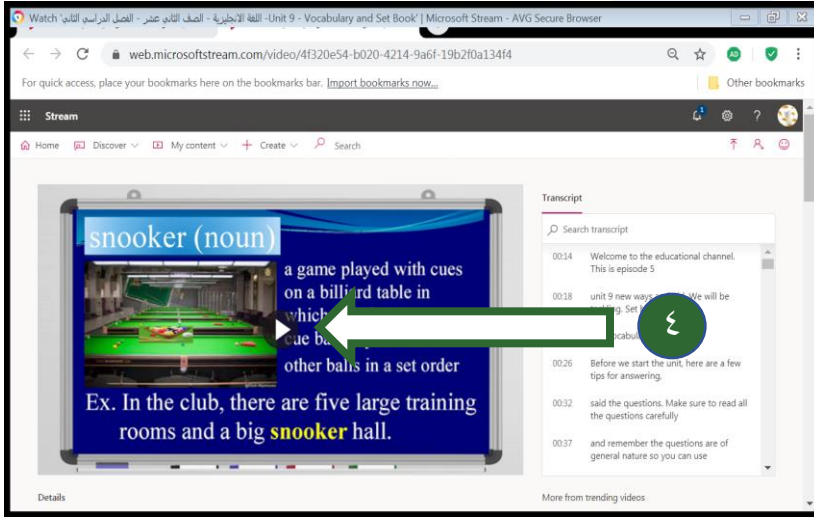 Watch 'اللغة الانجليزية - الصف الثاني عشر - الفصل الدراسي الثاني- Unit 9 - Vocabulary and Set Book' | Microsoft Stream - AVG Secure Browser
web.microsoftstream.com/video/4f320e54-b020-4214-9a6f-19b2f0a134f4
For quick access, place your bookmarks here on the bookmarks bar. Import bookmarks now...
Other bookmarks
Stream
Home Discover My content + Create Search
snooker (noun)
a game played with cues
on a billiard table in
which
cue ba
other balls in a set order
Ex. In the club, there are five large training
rooms and a big snooker hall.
Details
Transcript
Search transcript
00:14 Welcome to the educational channel.
This is episode 5
00:18 unit 9 new ways We will be
Set
٤
00:26 Before we start the unit, here are a few
tips for answering.
00:32 said the questions. Make sure to read all
the questions carefully
00:37 and remember the questions are of
general nature so you can use
More from trending videos